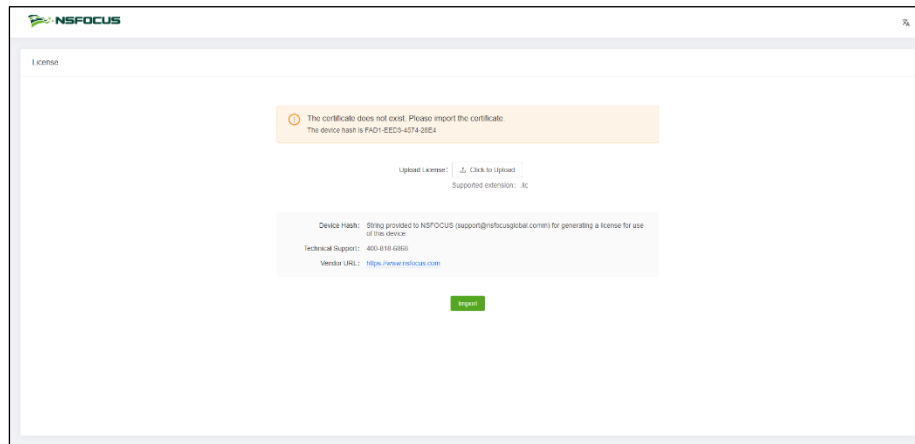 NSFOCUS
License
The certificate does not exist. Please import the certificate.
The device hash is FAD1-EED3-4574-28E4
Upload License: Click to Upload
Supported extension: .lic
Device Hash: String provided to NSFOCUS (support@nsfocusglobal.comm) for generating a license for use
of this device.
Technical Support: 400-818-6868
Vendor URL: https://www.nsfocus.com
Import